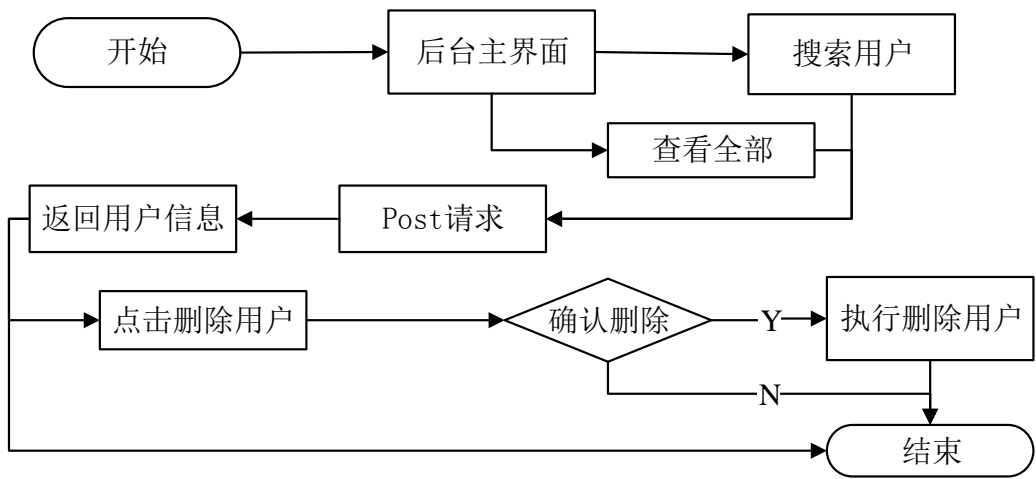 开始
后台主界面
搜索用户
查看全部
返回用户信息
Post请求
点击删除用户
确认删除
Y
执行删除用户
N
结束